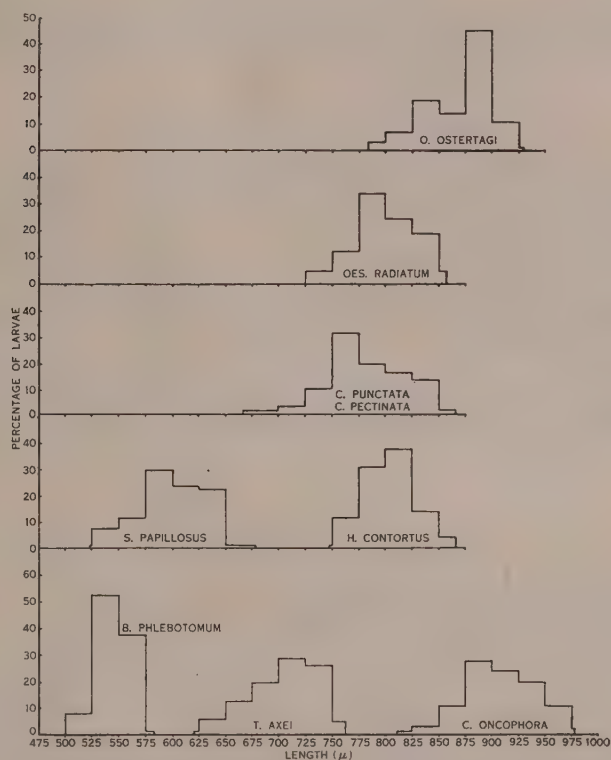 50
40
30
20
10
0
O. OSTERTAGI
40
30
20
10
0
OES. RADIATUM
PERCENTAGE OF LARVAE
40
30
20
10
0
C. PUNCTATA
C. PECTINATA
40
30
20
10
0
S. PAPILLOSUS
H. CONTORTUS
60
50
40
30
20
10
0
B. PHLEBOTOMUM
T. AXEI
C. ONCOPHORA
475 500 525 550 575 600 625 650 675 700 725 750 775 800 825 850 875 900 925 950 975 1000
LENGTH (μ)